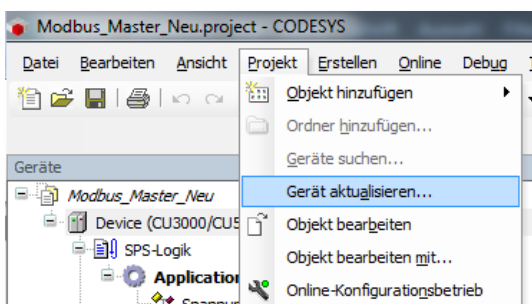 Modbus_Master_Neu.project - CODESYS
Datei Bearbeiten Ansicht Projekt Erstellen Online Debug
Objekt hinzufügen
Ordner hinzufügen...
Geräte suchen...
Geräte
Gerät aktualisieren...
Modbus_Master_Neu
Device (CU3000/CU5
Objekt bearbeiten
SPS-Logik
Objekt bearbeiten mit...
Application
Online-Konfigurationsbetrieb